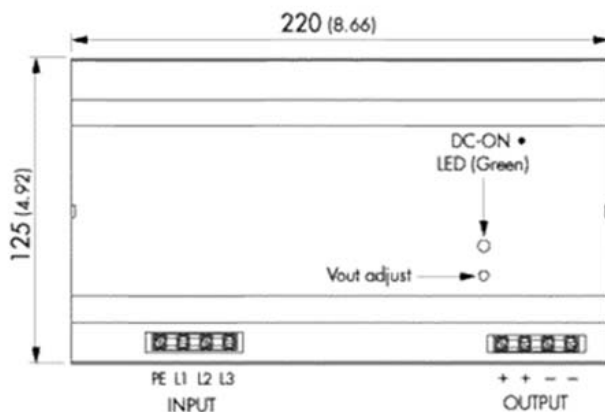 220 (8.66)
125 (4.92)
DC-ON •
LED (Green)
Vout adjust
PE L1 L2 L3
INPUT
+ + − −
OUTPUT